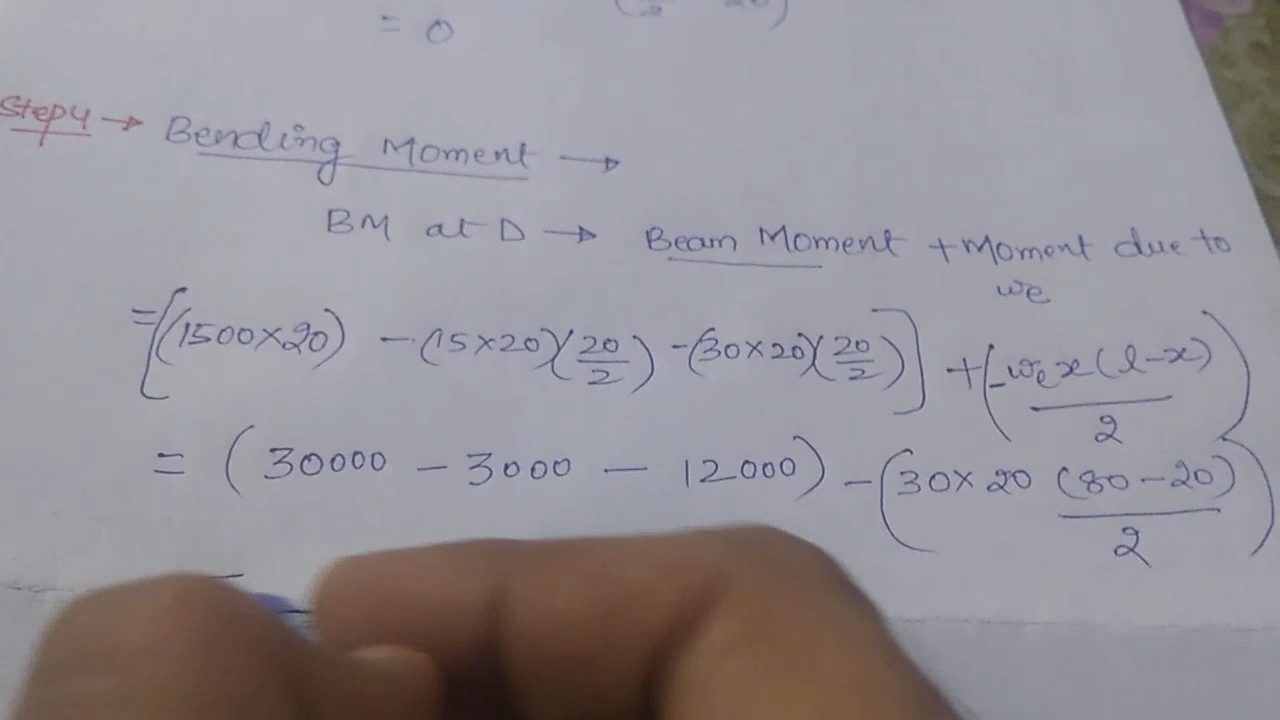 = 0
Step4 → Bending Moment →
BM at D → Beam Moment + Moment due to
we
= [(1500×20) - (15×20)(20/2) - (30×20)(20/2)] + (-we x (l-x)/2)
= (30000 - 3000 - 12000) - (30×20 (80-20)/2)